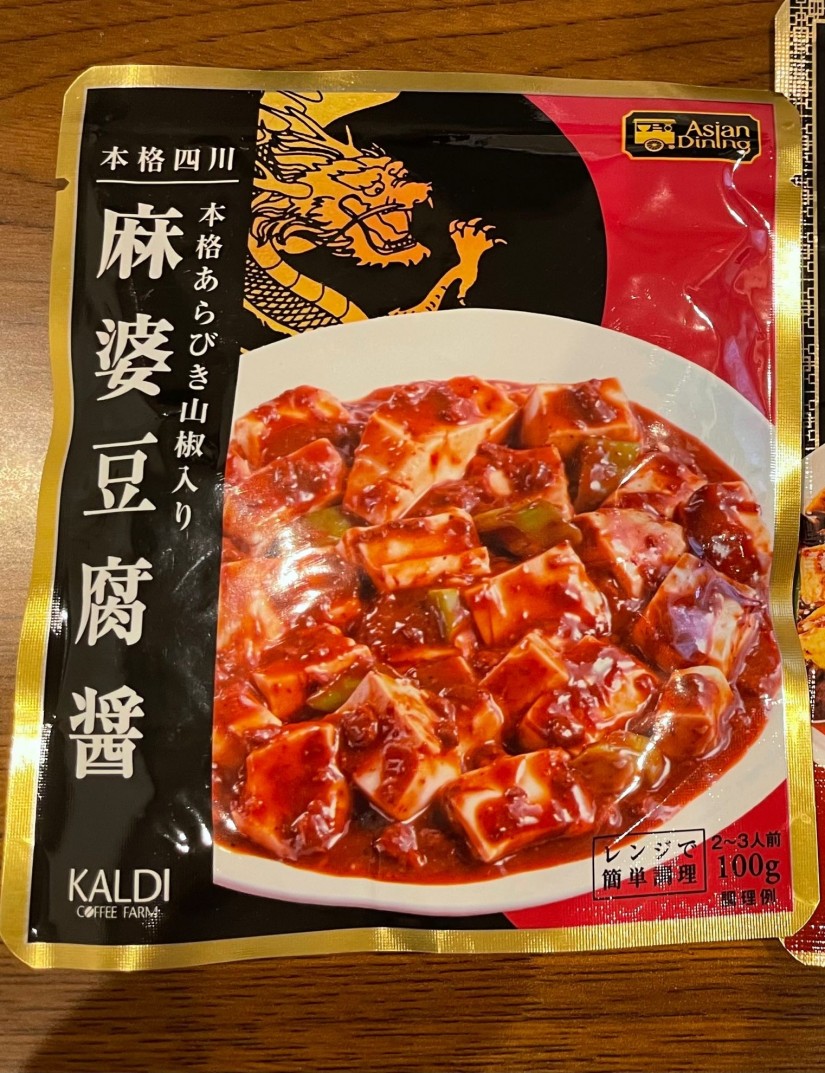 本格四川
麻婆豆腐醤
本格あらびき山椒入り
Asian
Dining
レンジで
簡単調理
2～3人前
100g
調理例
KALDI
COFFEE FARM